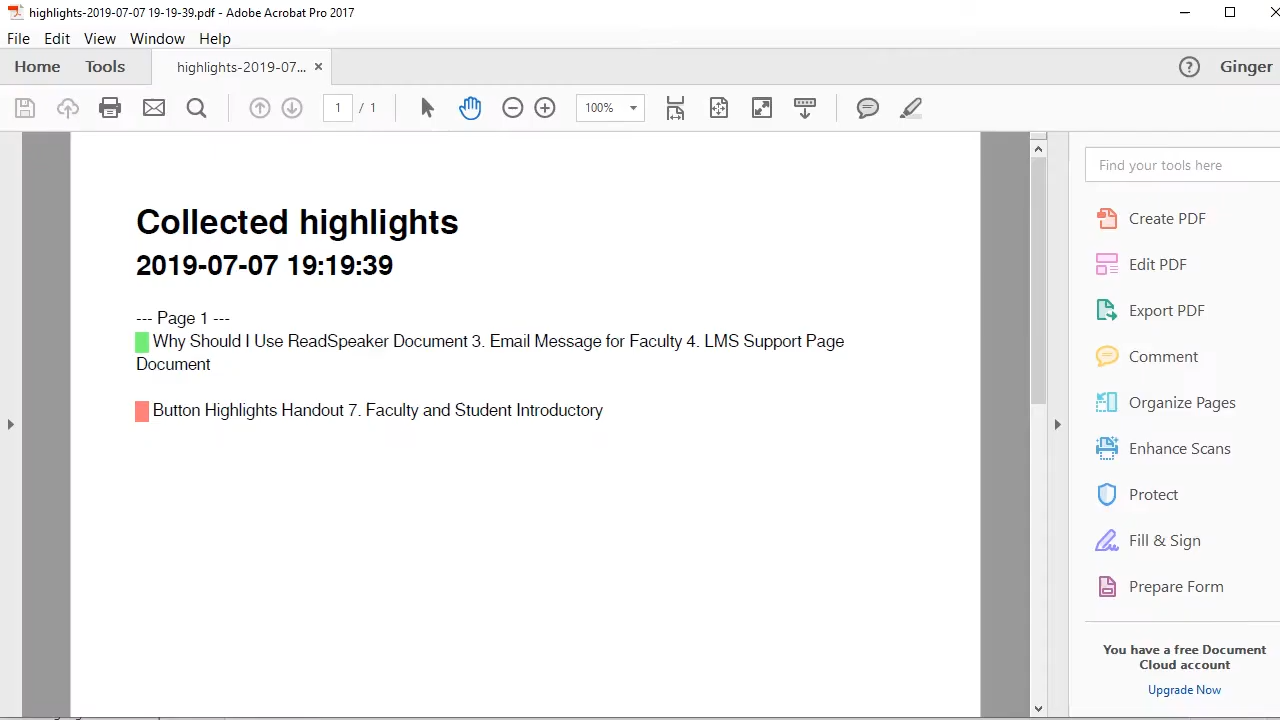 highlights-2019-07-07 19-19-39.pdf - Adobe Acrobat Pro 2017
File Edit View Window Help
Home Tools highlights-2019-07... × ? Ginger
1 / 1 100%
Find your tools here
Collected highlights
2019-07-07 19:19:39
--- Page 1 ---
Why Should I Use ReadSpeaker Document 3. Email Message for Faculty 4. LMS Support Page
Document
Button Highlights Handout 7. Faculty and Student Introductory
Create PDF
Edit PDF
Export PDF
Comment
Organize Pages
Enhance Scans
Protect
Fill & Sign
Prepare Form
You have a free Document
Cloud account
Upgrade Now